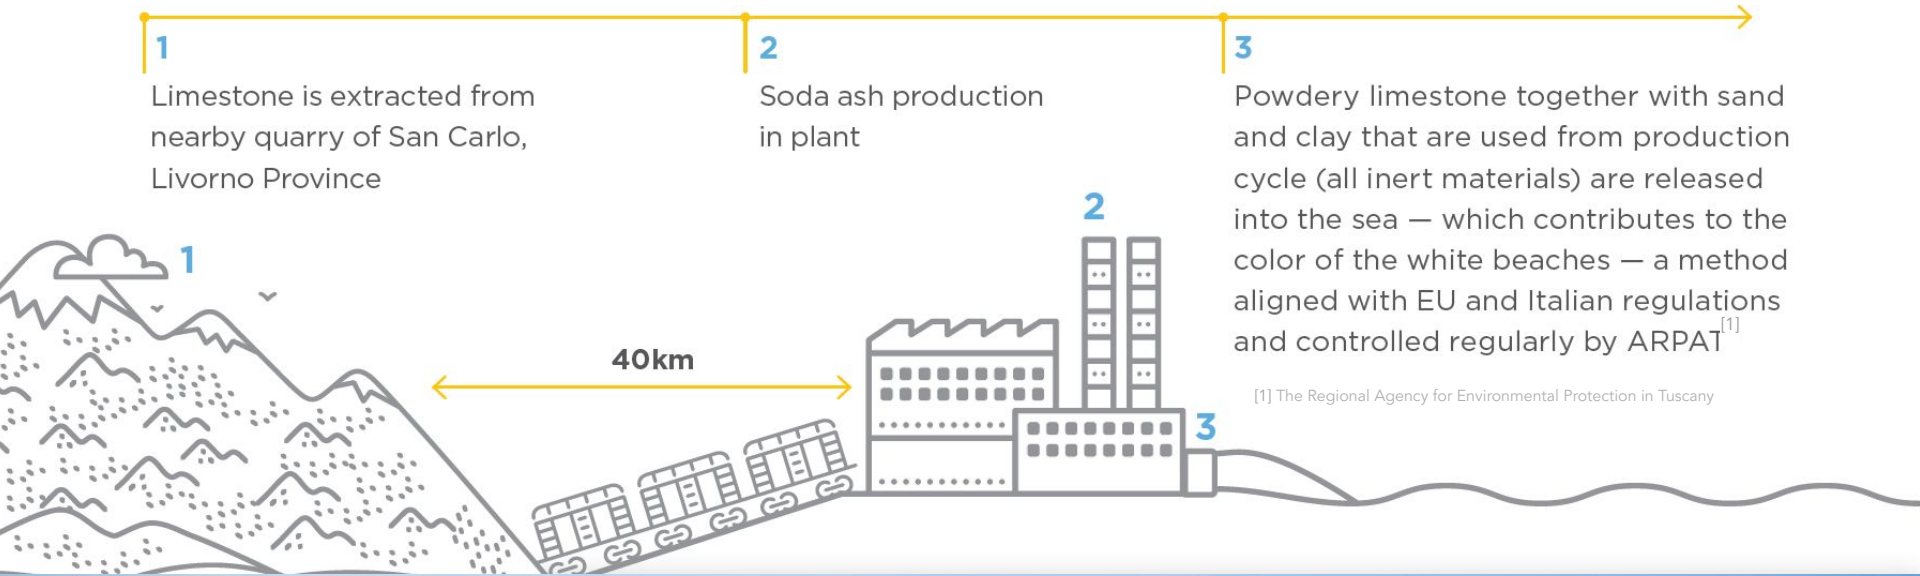 1
Limestone is extracted from
nearby quarry of San Carlo,
Livorno Province
2
Soda ash production
in plant
3
Powdery limestone together with sand
and clay that are used from production
cycle (all inert materials) are released
into the sea — which contributes to the
color of the white beaches — a method
aligned with EU and Italian regulations
and controlled regularly by ARPAT[1]
[1] The Regional Agency for Environmental Protection in Tuscany
1
40km
2
3